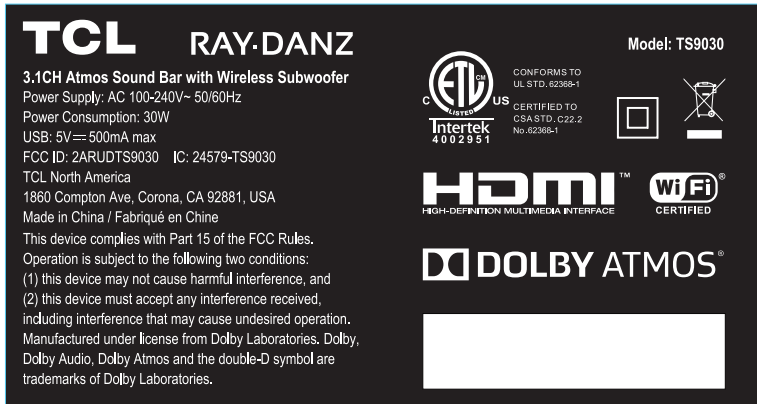 TCL RAY·DANZ
3.1CH Atmos Sound Bar with Wireless Subwoofer
Power Supply: AC 100-240V~ 50/60Hz
Power Consumption: 30W
USB: 5V⎓500mA max
FCC ID: 2ARUDTS9030 IC: 24579-TS9030
TCL North America
1860 Compton Ave, Corona, CA 92881, USA
Made in China / Fabriqué en Chine
This device complies with Part 15 of the FCC Rules.
Operation is subject to the following two conditions:
(1) this device may not cause harmful interference, and
(2) this device must accept any interference received,
including interference that may cause undesired operation.
Manufactured under license from Dolby Laboratories. Dolby,
Dolby Audio, Dolby Atmos and the double-D symbol are
trademarks of Dolby Laboratories.
Model: TS9030
ETL CM
C US
LISTED
Intertek
4002951
CONFORMS TO
UL STD. 62368-1
CERTIFIED TO
CSA STD. C22.2
No.62368-1
HDMI™
HIGH-DEFINITION MULTIMEDIA INTERFACE
Wi Fi®
CERTIFIED
DOLBY ATMOS®